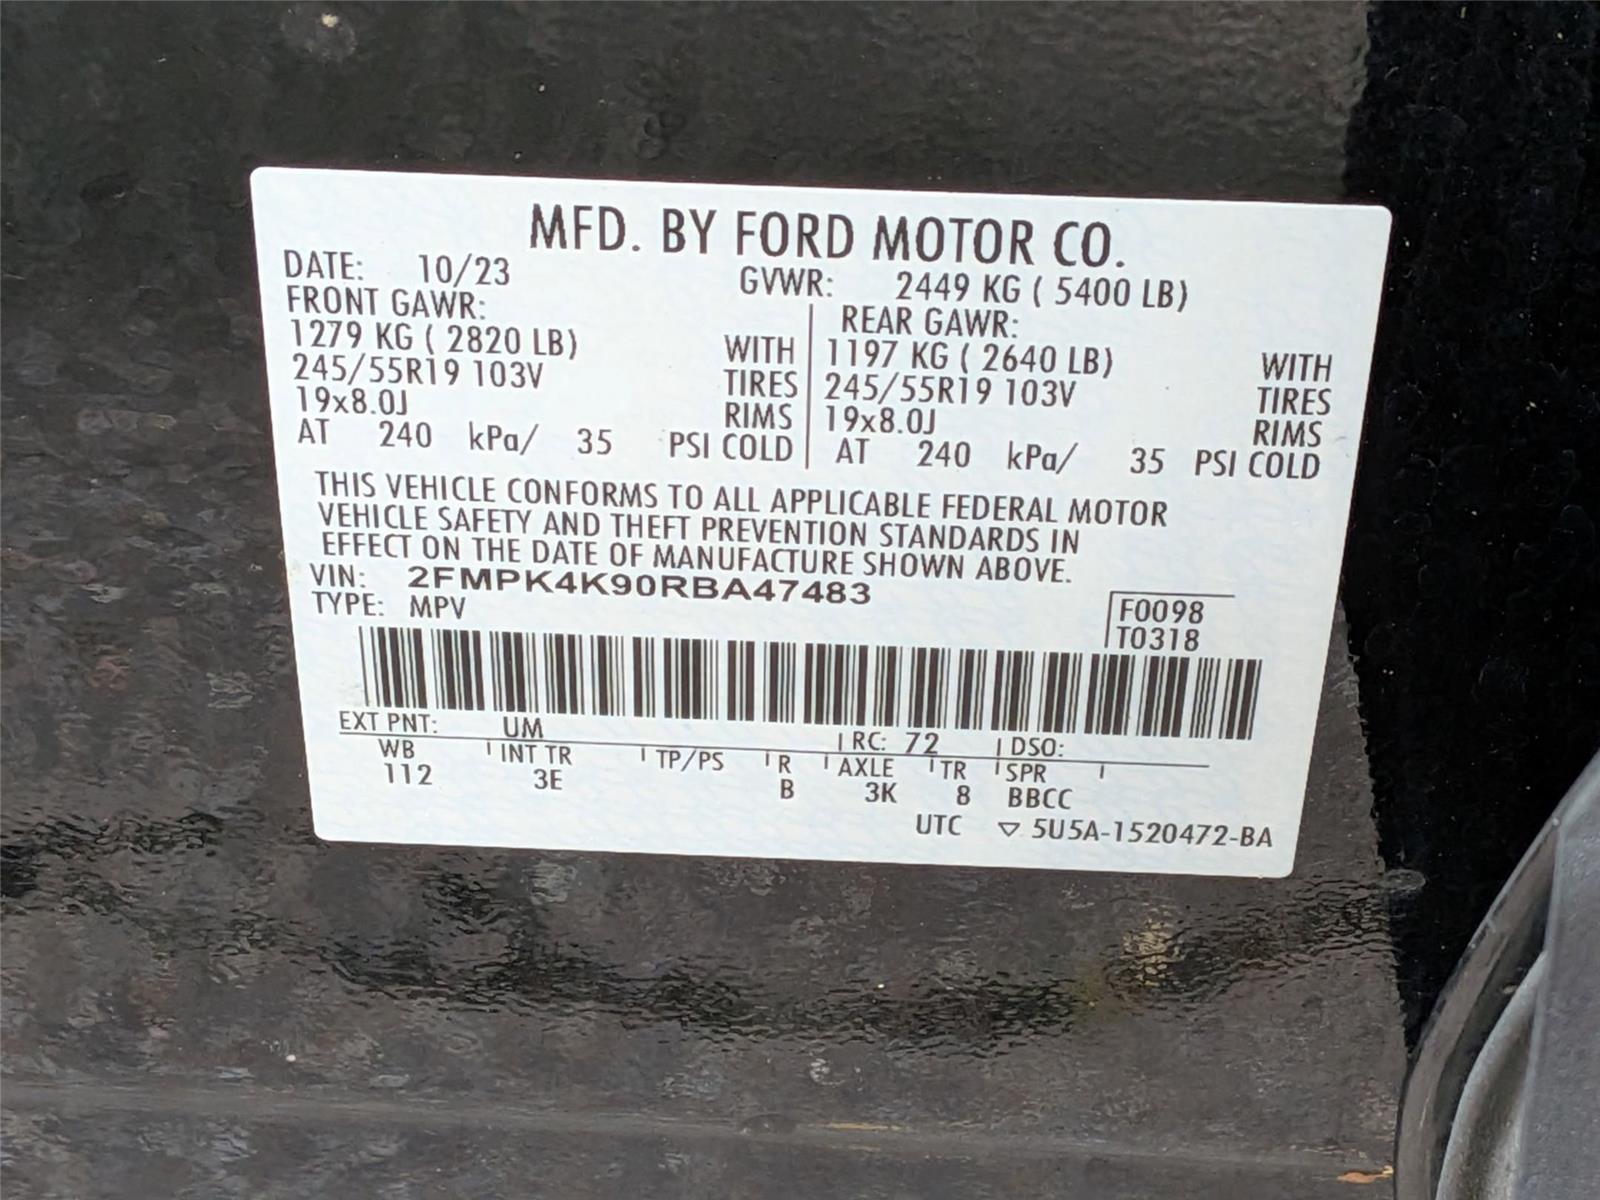 MFD. BY FORD MOTOR CO.
DATE: 10/23 GVWR: 2449 KG ( 5400 LB)
FRONT GAWR: REAR GAWR:
1279 KG ( 2820 LB) WITH 1197 KG ( 2640 LB) WITH
245/55R19 103V TIRES 245/55R19 103V TIRES
19x8.0J RIMS 19x8.0J RIMS
AT 240 kPa/ 35 PSI COLD AT 240 kPa/ 35 PSI COLD
THIS VEHICLE CONFORMS TO ALL APPLICABLE FEDERAL MOTOR
VEHICLE SAFETY AND THEFT PREVENTION STANDARDS IN
EFFECT ON THE DATE OF MANUFACTURE SHOWN ABOVE.
VIN: 2FMPK4K90RBA47483
TYPE: MPV F0098
T0318
EXT PNT: UM RC: 72 DSO:
WB INT TR TP/PS R AXLE TR SPR
112 3E B 3K 8 BBCC
UTC ▽ 5U5A-1520472-BA